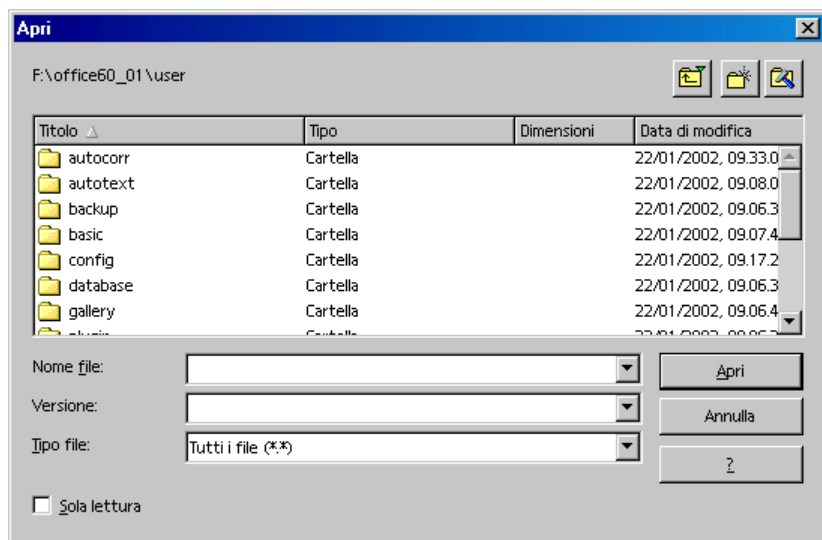 Apri
F:\office60_01\user
Titolo Tipo Dimensioni Data di modifica
autocorr Cartella 22/01/2002, 09.33.0
autotext Cartella 22/01/2002, 09.08.0
backup Cartella 22/01/2002, 09.06.3
basic Cartella 22/01/2002, 09.07.4
config Cartella 22/01/2002, 09.17.2
database Cartella 22/01/2002, 09.06.3
gallery Cartella 22/01/2002, 09.06.4
Nome file: Apri
Versione: Annulla
Tipo file: Tutti i file (*.*) ?
Sola lettura